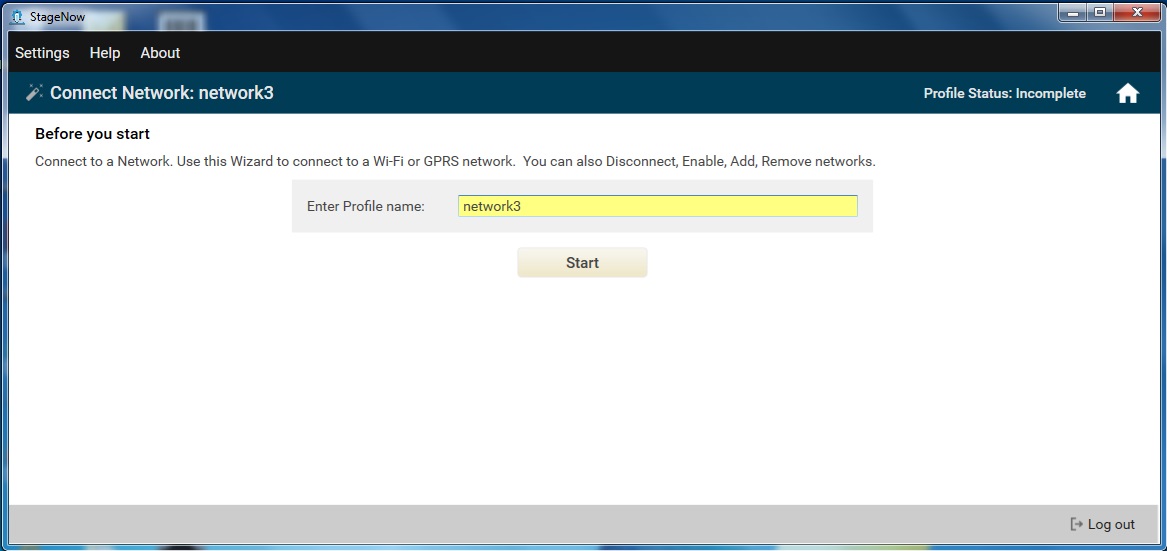 StageNow
Settings Help About
Connect Network: network3 Profile Status: Incomplete
Before you start
Connect to a Network. Use this Wizard to connect to a Wi-Fi or GPRS network. You can also Disconnect, Enable, Add, Remove networks.
Enter Profile name: network3
Start
Log out